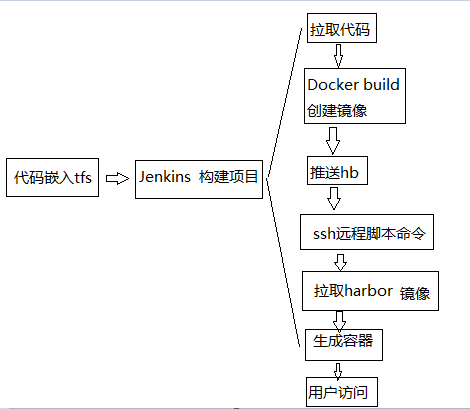 代码嵌入tfs
Jenkins 构建项目
拉取代码
Docker build
创建镜像
推送hb
ssh远程脚本命令
拉取harbor 镜像
生成容器
用户访问